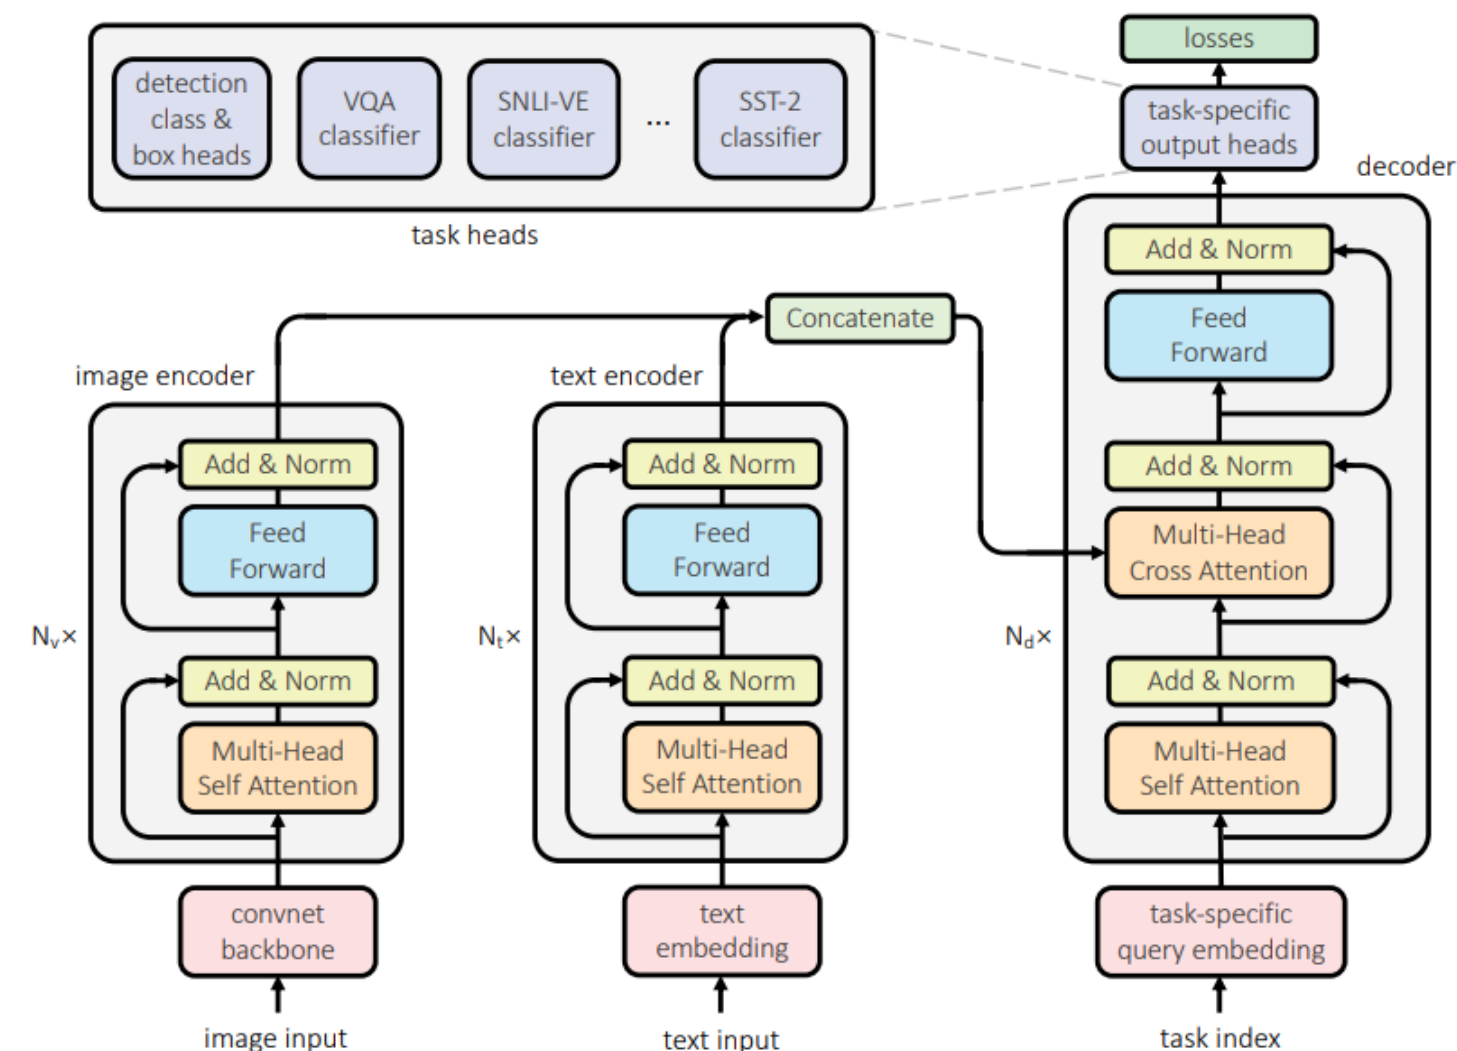 losses
detection
class &
box heads
VQA
classifier
SNLI-VE
classifier
...
SST-2
classifier
task heads
task-specific
output heads
decoder
Add & Norm
Feed
Forward
Add & Norm
Multi-Head
Cross Attention
Nd×
Add & Norm
Multi-Head
Self Attention
task-specific
query embedding
task index
Concatenate
image encoder
Add & Norm
Feed
Forward
Nv×
Add & Norm
Multi-Head
Self Attention
convnet
backbone
image input
text encoder
Add & Norm
Feed
Forward
Nt×
Add & Norm
Multi-Head
Self Attention
text
embedding
text input